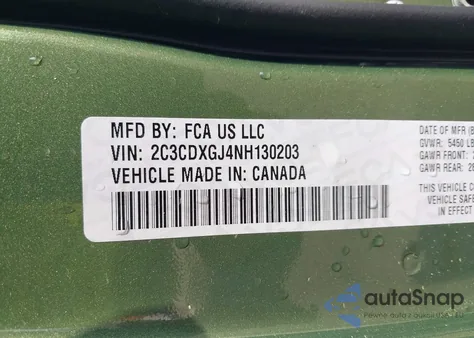 MFD BY: FCA US LLC
VIN: 2C3CDXGJ4NH130203
VEHICLE MADE IN: CANADA
DATE OF MFR
GVWR: 5450 LB
GAWR FRONT:
GAWR REAR:
THIS VEHICLE
VEHICLE SAFE
IN EFFECT
autoSnap